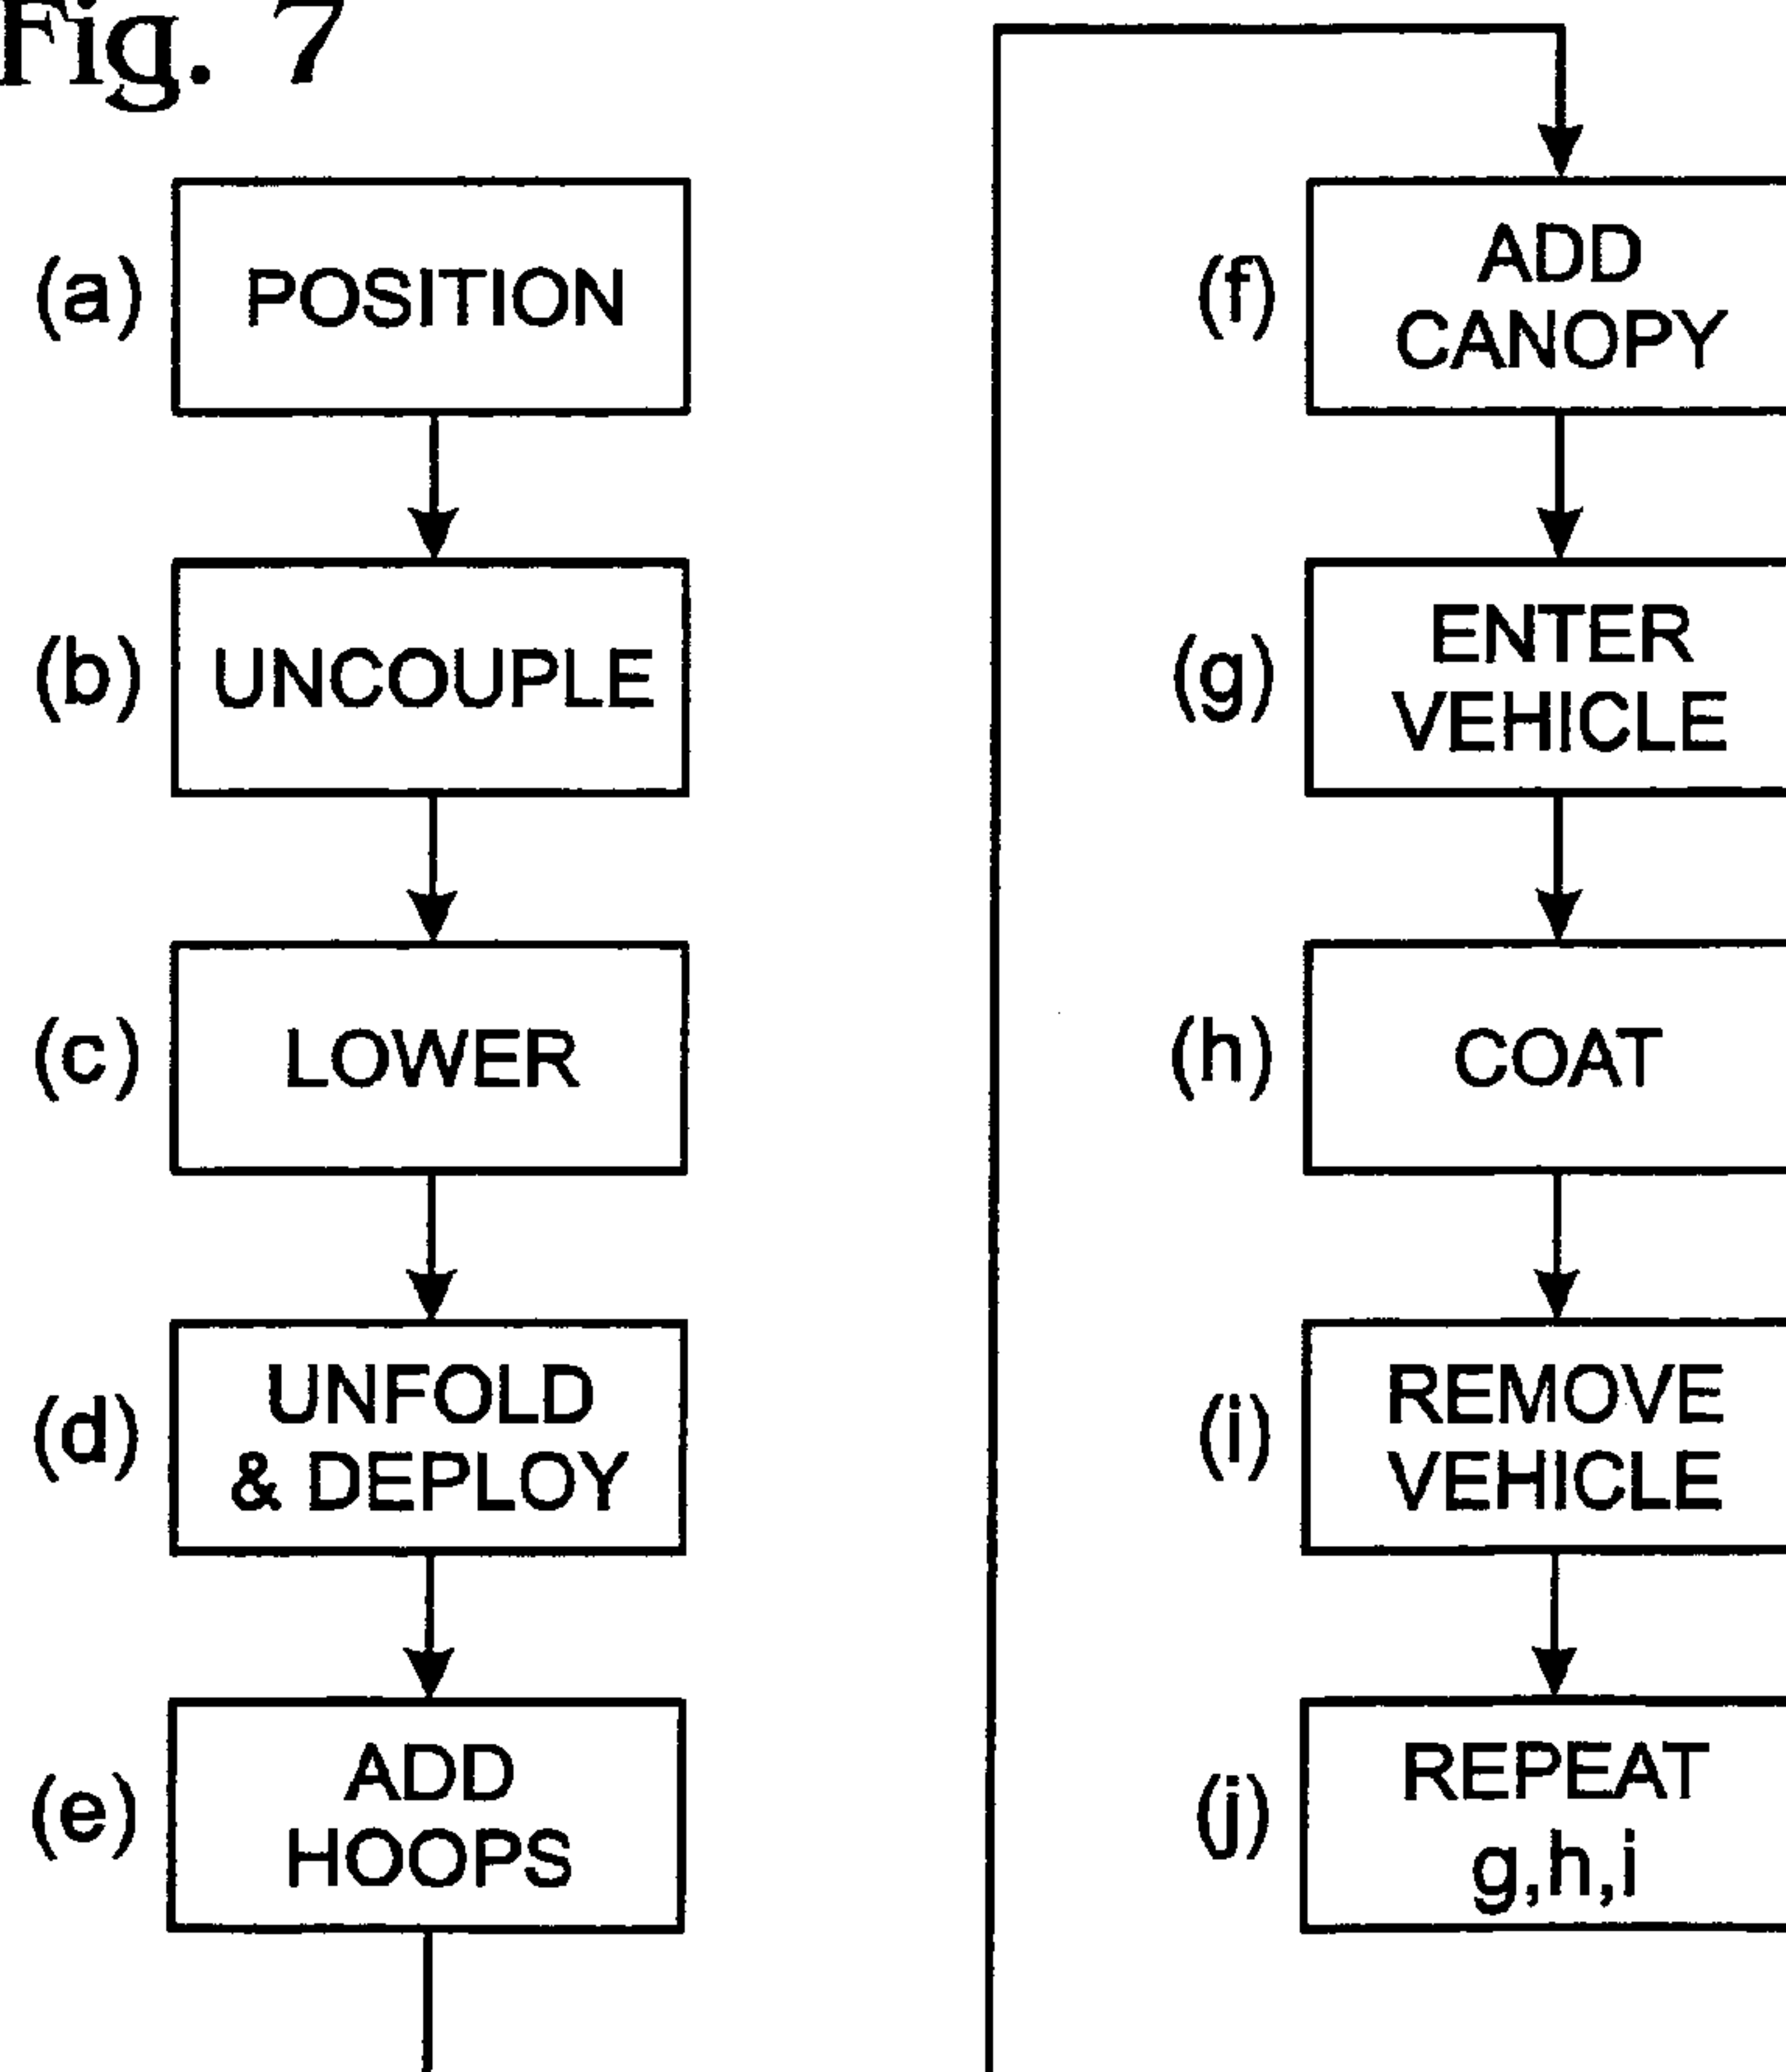 Fig. 7
(a) POSITION
(b) UNCOUPLE
(c) LOWER
(d) UNFOLD
& DEPLOY
(e) ADD
HOOPS
(f) ADD
CANOPY
(g) ENTER
VEHICLE
(h) COAT
(i) REMOVE
VEHICLE
(j) REPEAT
g,h,i